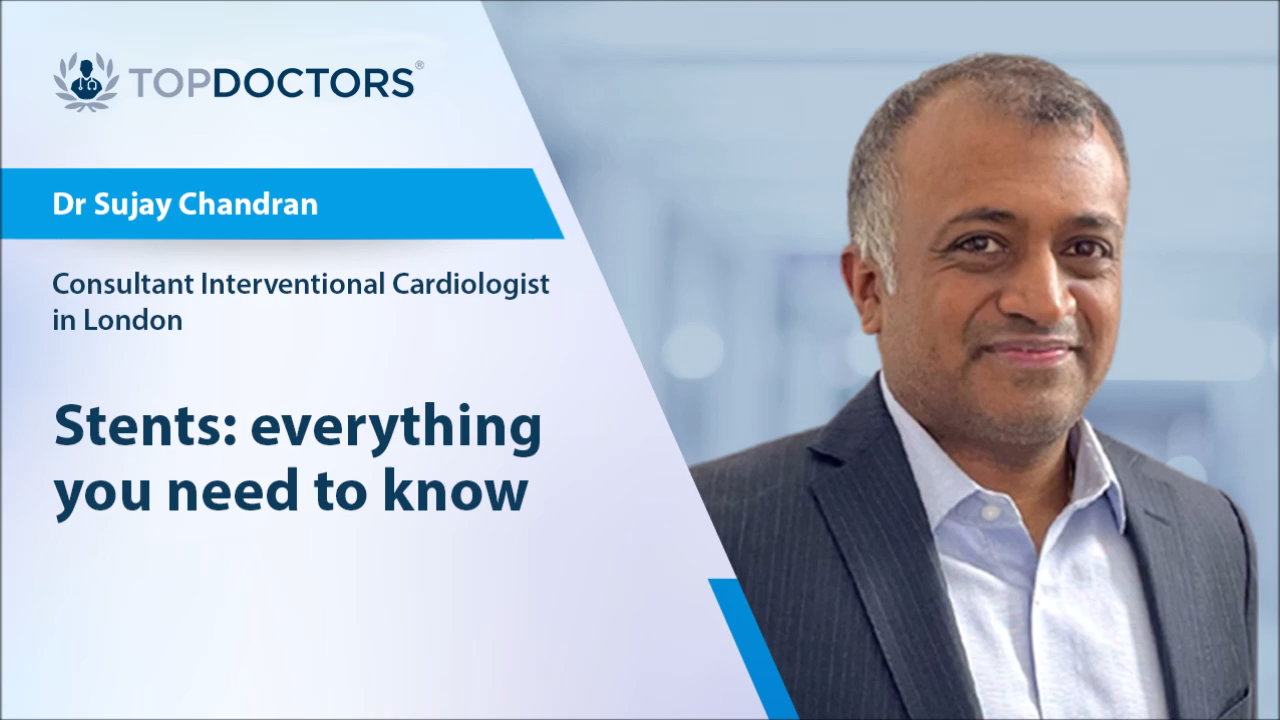 TOPDOCTORS®
Dr Sujay Chandran
Consultant Interventional Cardiologist
in London
Stents: everything
you need to know